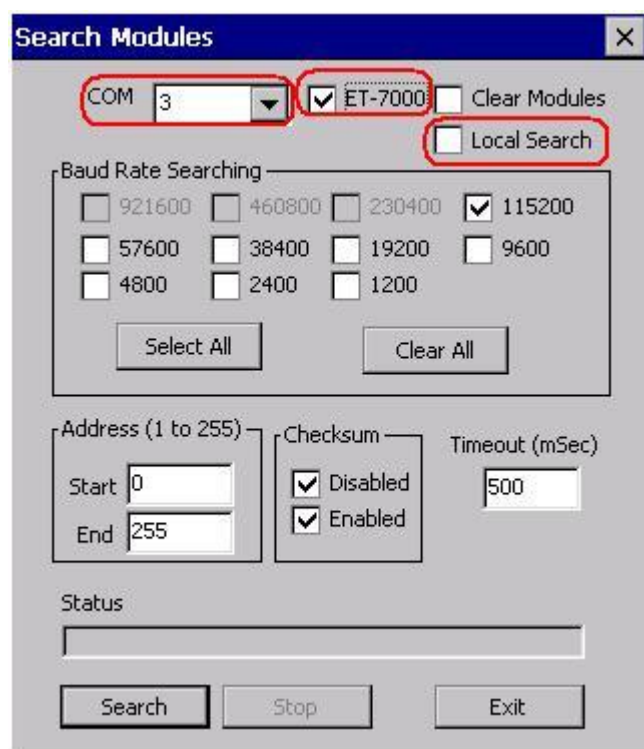 Search Modules
COM 3 ET-7000 Clear Modules
Local Search
Baud Rate Searching
921600 460800 230400 115200
57600 38400 19200 9600
4800 2400 1200
Select All Clear All
Address (1 to 255) Checksum Timeout (mSec)
Start 0 Disabled 500
End 255 Enabled
Status
Search Stop Exit